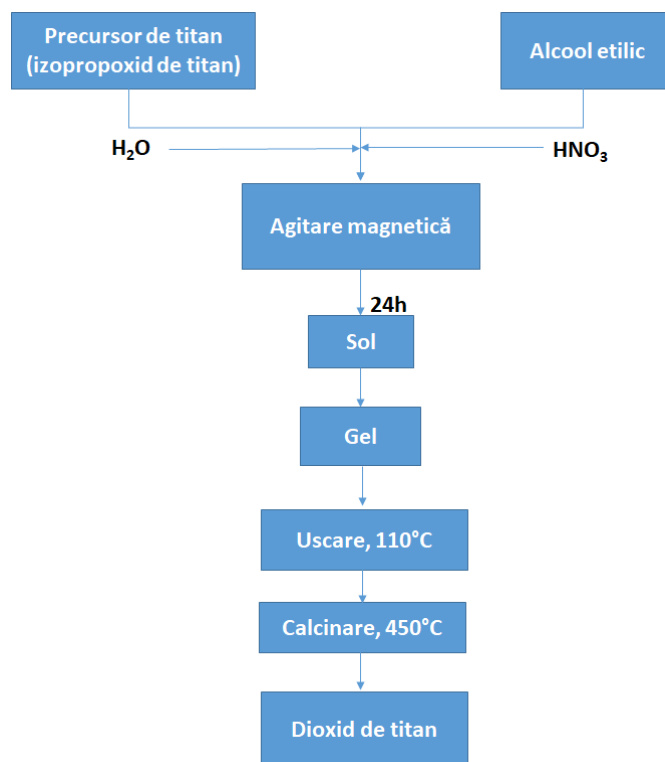 Precursor de titan
(izopropoxid de titan)
Alcool etilic
H₂O
HNO₃
Agitare magnetică
24h
Sol
Gel
Uscare, 110°C
Calcinare, 450°C
Dioxid de titan